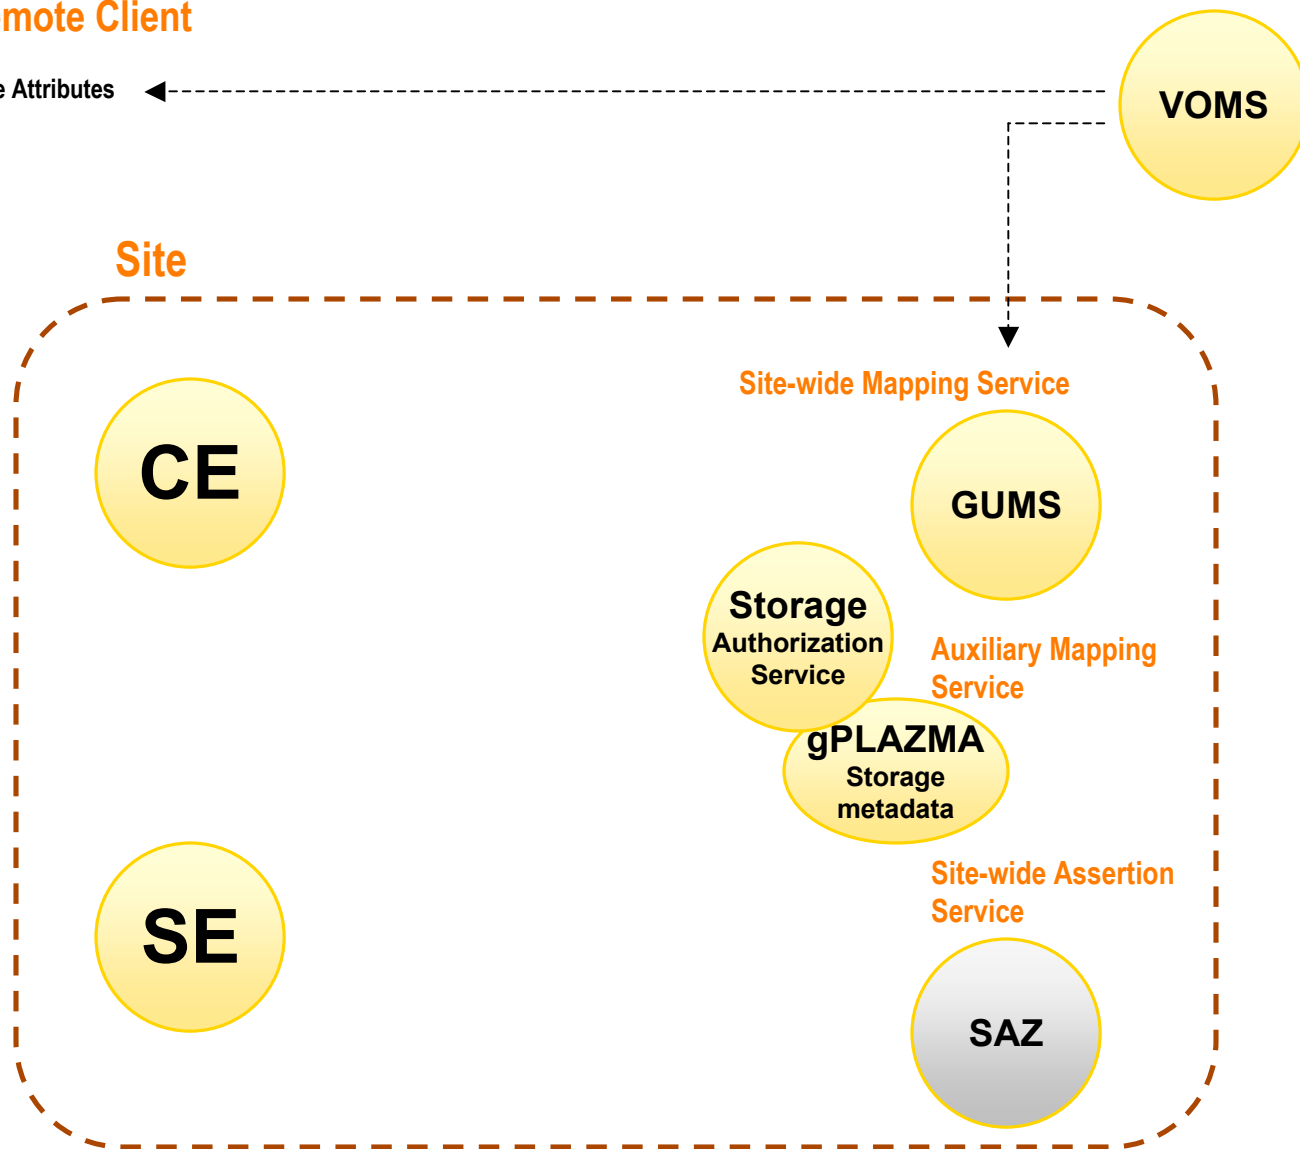 mote Client
e Attributes
VOMS
Site
Site-wide Mapping Service
CE
GUMS
Storage
Authorization
Service
Auxiliary Mapping
Service
gPLAZMA
Storage
metadata
Site-wide Assertion
Service
SE
SAZ